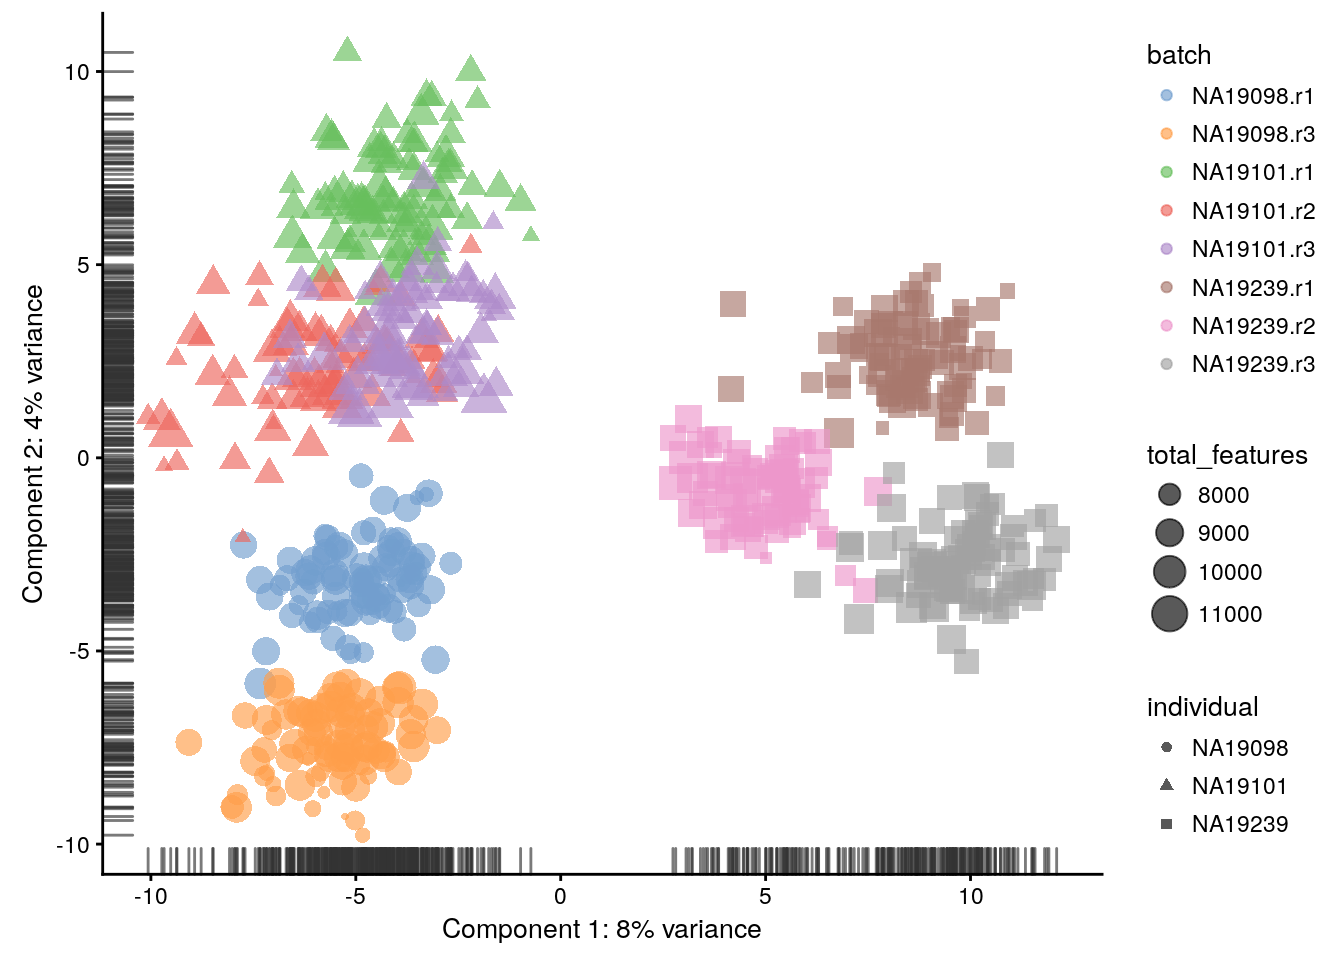 10
5
0
-5
-10
-10
-5
0
5
10
Component 1: 8% variance
Component 2: 4% variance
batch
NA19098.r1
NA19098.r3
NA19101.r1
NA19101.r2
NA19101.r3
NA19239.r1
NA19239.r2
NA19239.r3
total_features
8000
9000
10000
11000
individual
NA19098
NA19101
NA19239